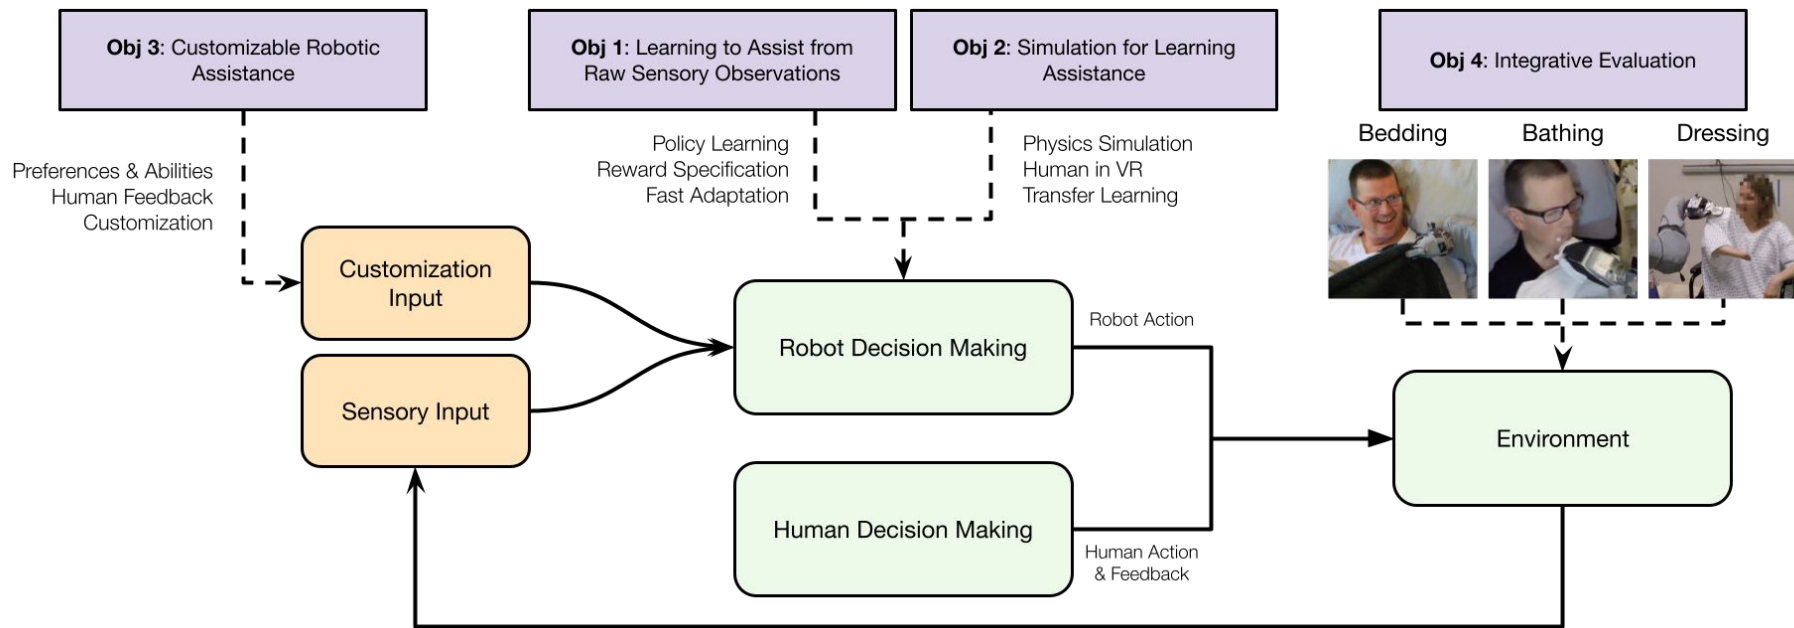 Obj 3: Customizable Robotic
Assistance
Obj 1: Learning to Assist from
Raw Sensory Observations
Obj 2: Simulation for Learning
Assistance
Obj 4: Integrative Evaluation
Preferences & Abilities
Human Feedback
Customization
Policy Learning
Reward Specification
Fast Adaptation
Physics Simulation
Human in VR
Transfer Learning
Bedding
Bathing
Dressing
Customization
Input
Sensory Input
Robot Decision Making
Robot Action
Human Decision Making
Human Action
& Feedback
Environment